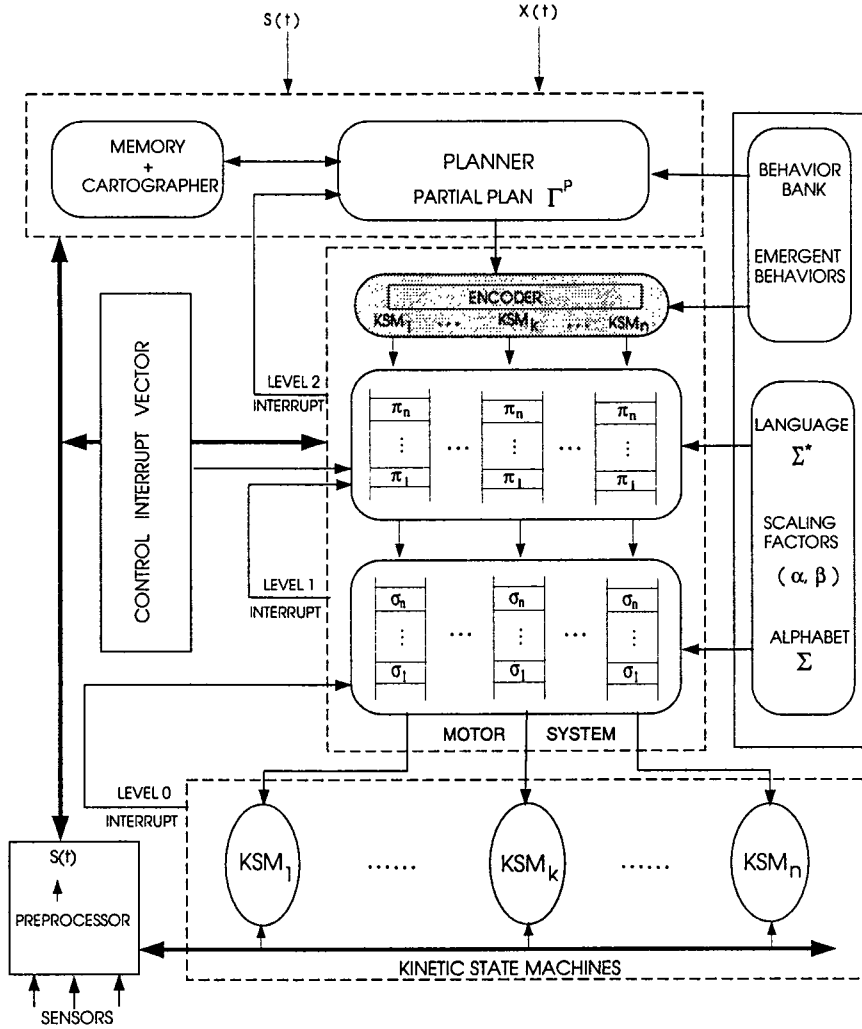 S(t)
X(t)
MEMORY
+
CARTOGRAPHER
PLANNER
PARTIAL PLAN Γ^P
BEHAVIOR
BANK
EMERGENT
BEHAVIORS
ENCODER
KSM_1 ... KSM_k ... KSM_n
CONTROL INTERRUPT VECTOR
LEVEL 2
INTERRUPT
π_n π_n π_n
⋮ ... ⋮ ... ⋮
π_1 π_1 π_1
LANGUAGE
Σ*
SCALING
FACTORS
(α, β)
ALPHABET
Σ
LEVEL 1
INTERRUPT
σ_n σ_n σ_n
⋮ ... ⋮ ... ⋮
σ_1 σ_1 σ_1
MOTOR SYSTEM
LEVEL 0
INTERRUPT
KSM_1 ...... KSM_k ...... KSM_n
S(t)
PREPROCESSOR
KINETIC STATE MACHINES
SENSORS